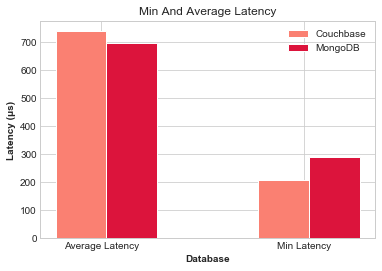 Min And Average Latency
Couchbase
MongoDB
Latency (μs)
700
600
500
400
300
200
100
0
Average Latency
Min Latency
Database